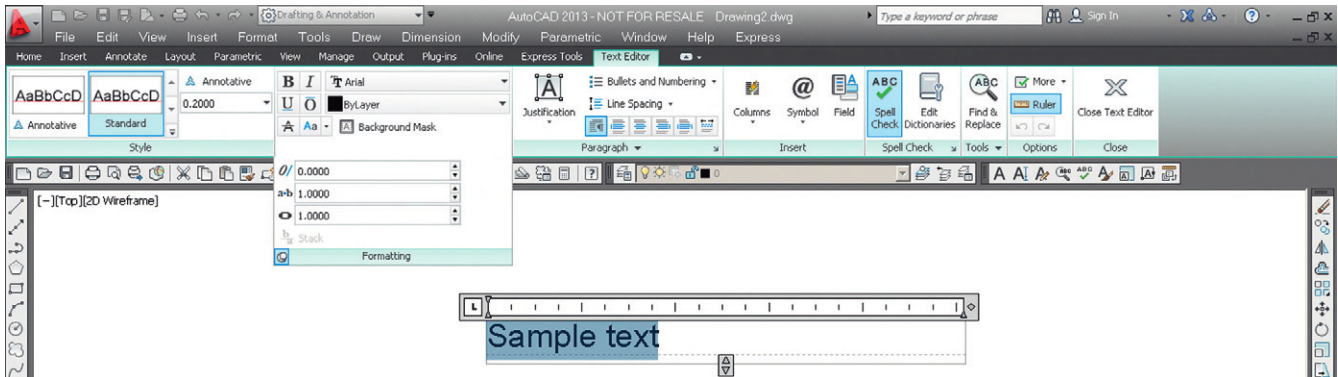 Drafting & Annotation
AutoCAD 2013 - NOT FOR RESALE Drawing2.dwg
Type a keyword or phrase
Sign In
File Edit View Insert Format Tools Draw Dimension Modify Parametric Window Help Express
Home Insert Annotate Layout Parametric View Manage Output Plug-ins Online Express Tools Text Editor
AaBbCcD AaBbCcD Annotative B I Arial Bullets and Numbering A @ ABC ABC More
0.2000 U O ByLayer Line Spacing Ruler
Annotative Standard A Aa A Background Mask Justification Columns Symbol Field Spell Check Edit Dictionaries Find & Replace Close Text Editor
Style Paragraph Insert Spell Check Tools Options Close
0/ 0.0000
a-b 1.0000
1.0000
b/a Stack
Formatting
0
[-][Top][2D Wireframe]
L
Sample text